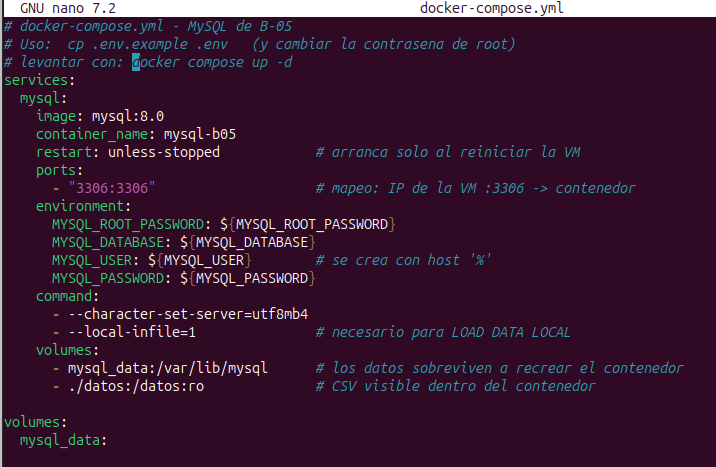 GNU nano 7.2 docker-compose.yml
# docker-compose.yml - MySQL de B-05
# Uso:  cp .env.example .env   (y cambiar la contrasena de root)
# levantar con: docker compose up -d
services:
  mysql:
    image: mysql:8.0
    container_name: mysql-b05
    restart: unless-stopped            # arranca solo al reiniciar la VM
    ports:
      - "3306:3306"                    # mapeo: IP de la VM :3306 -> contenedor
    environment:
      MYSQL_ROOT_PASSWORD: ${MYSQL_ROOT_PASSWORD}
      MYSQL_DATABASE: ${MYSQL_DATABASE}
      MYSQL_USER: ${MYSQL_USER}        # se crea con host '%'
      MYSQL_PASSWORD: ${MYSQL_PASSWORD}
    command:
      - --character-set-server=utf8mb4
      - --local-infile=1               # necesario para LOAD DATA LOCAL
    volumes:
      - mysql_data:/var/lib/mysql      # los datos sobreviven a recrear el contenedor
      - ./datos:/datos:ro              # CSV visible dentro del contenedor
volumes:
  mysql_data: